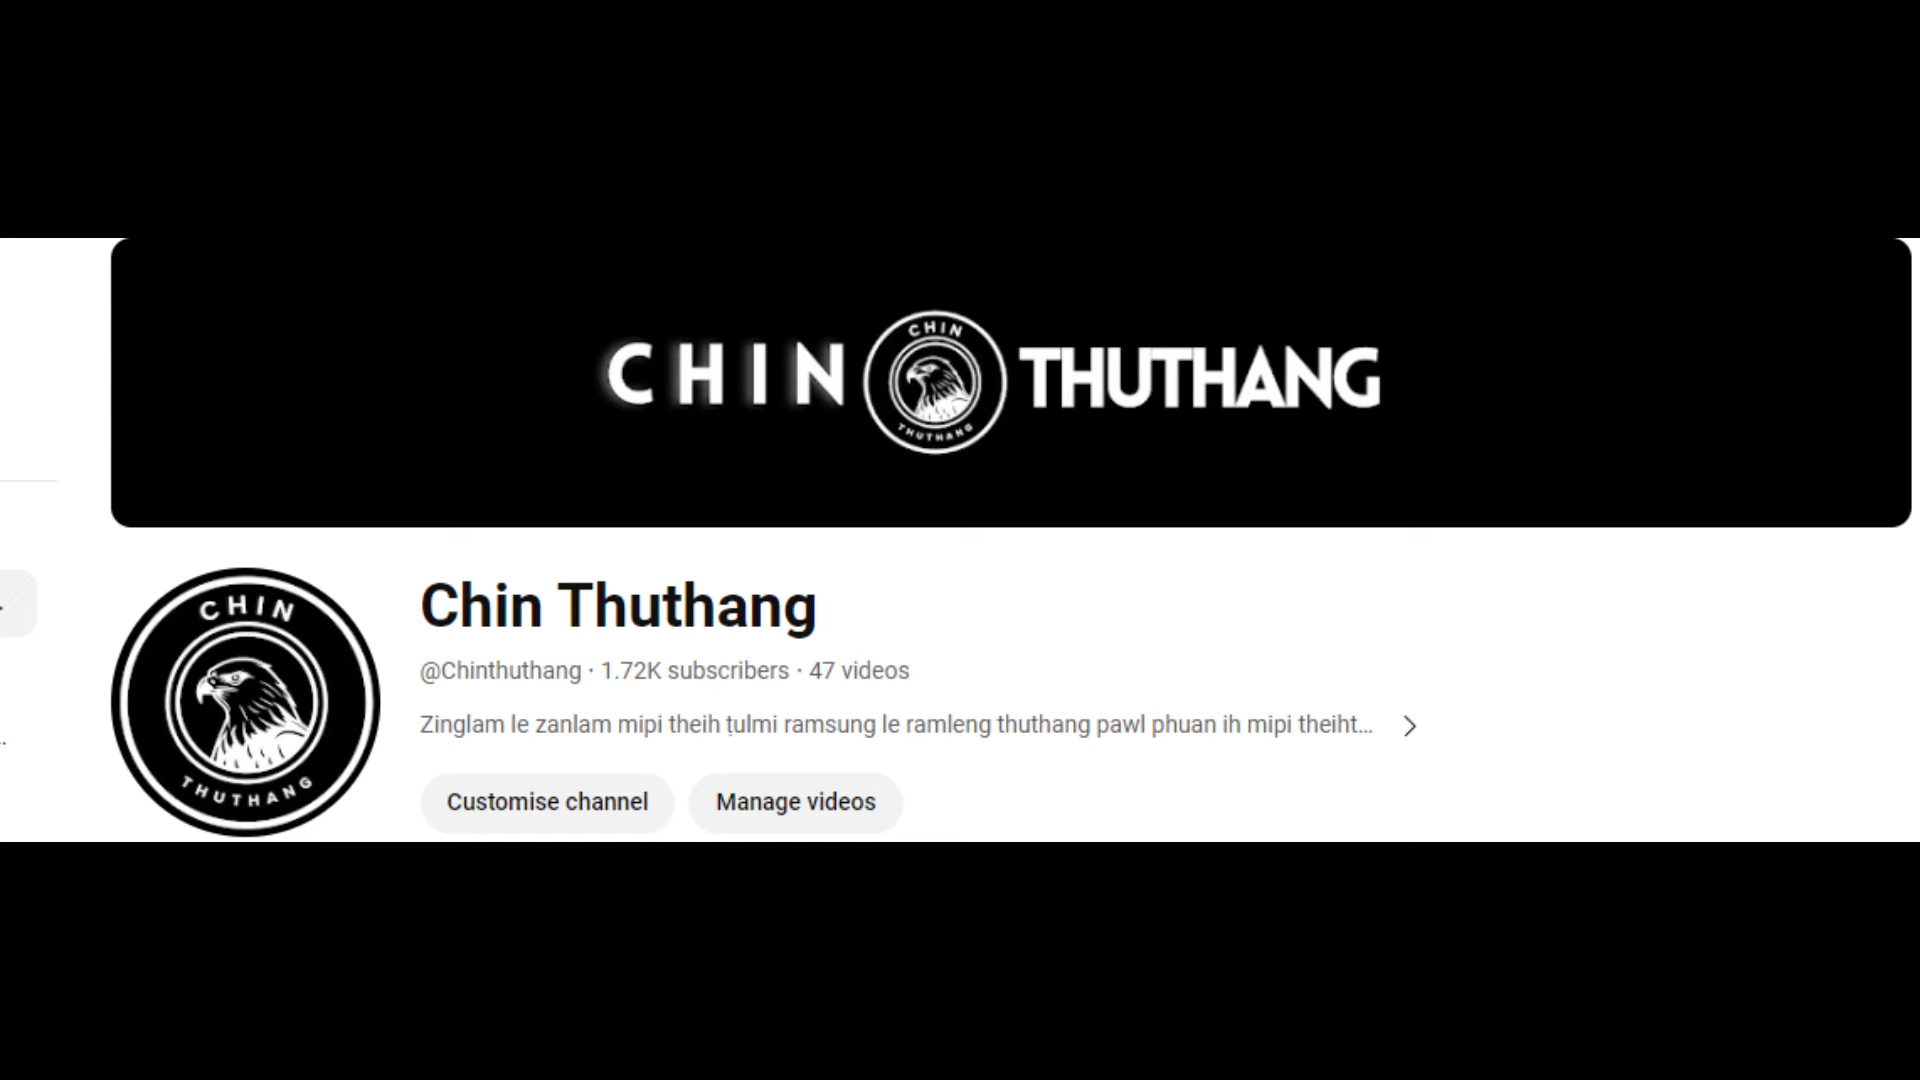 CHIN CHIN THUTHANG THUTHANG
CHIN
THUTHANG
Chin Thuthang
@Chinthuthang · 1.72K subscribers · 47 videos
Zinglam le zanlam mipi theih ṭulmi ramsung le ramleng thuthang pawl phuan ih mipi theiht...
Customise channel Manage videos